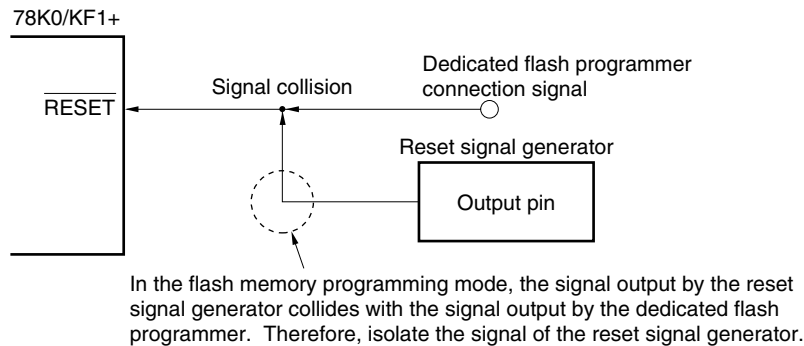 78K0/KF1+
Dedicated flash programmer
connection signal
Signal collision
RESET
Reset signal generator
Output pin
In the flash memory programming mode, the signal output by the reset
signal generator collides with the signal output by the dedicated flash
programmer.  Therefore, isolate the signal of the reset signal generator.